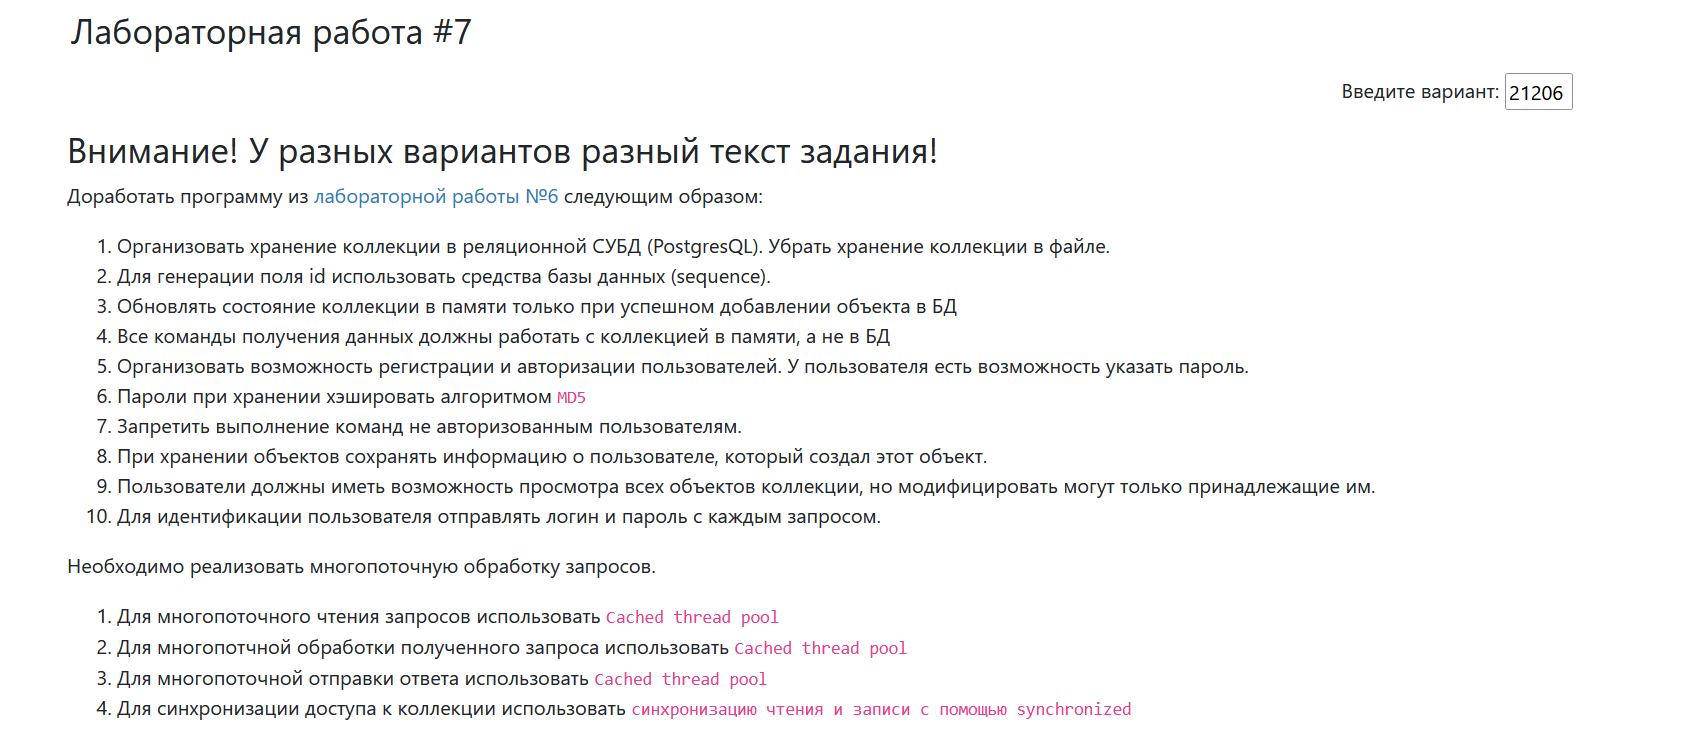 Лабораторная работа #7
Введите вариант: 21206
Внимание! У разных вариантов разный текст задания!
Доработать программу из лабораторной работы №6 следующим образом:
1. Организовать хранение коллекции в реляционной СУБД (PostgresQL). Убрать хранение коллекции в файле.
2. Для генерации поля id использовать средства базы данных (sequence).
3. Обновлять состояние коллекции в памяти только при успешном добавлении объекта в БД
4. Все команды получения данных должны работать с коллекцией в памяти, а не в БД
5. Организовать возможность регистрации и авторизации пользователей. У пользователя есть возможность указать пароль.
6. Пароли при хранении хэшировать алгоритмом MD5
7. Запретить выполнение команд не авторизованным пользователям.
8. При хранении объектов сохранять информацию о пользователе, который создал этот объект.
9. Пользователи должны иметь возможность просмотра всех объектов коллекции, но модифицировать могут только принадлежащие им.
10. Для идентификации пользователя отправлять логин и пароль с каждым запросом.
Необходимо реализовать многопоточную обработку запросов.
1. Для многопоточного чтения запросов использовать Cached thread pool
2. Для многопотчной обработки полученного запроса использовать Cached thread pool
3. Для многопоточной отправки ответа использовать Cached thread pool
4. Для синхронизации доступа к коллекции использовать синхронизацию чтения и записи с помощью synchronized